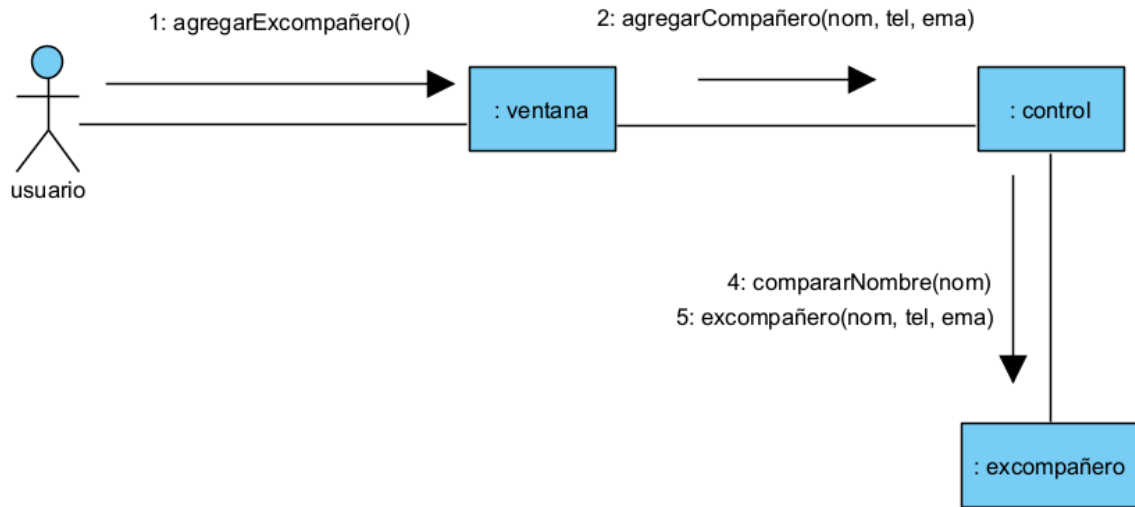 1: agregarExcompañero()
2: agregarCompañero(nom, tel, ema)
: ventana
: control
usuario
4: compararNombre(nom)
5: excompañero(nom, tel, ema)
: excompañero